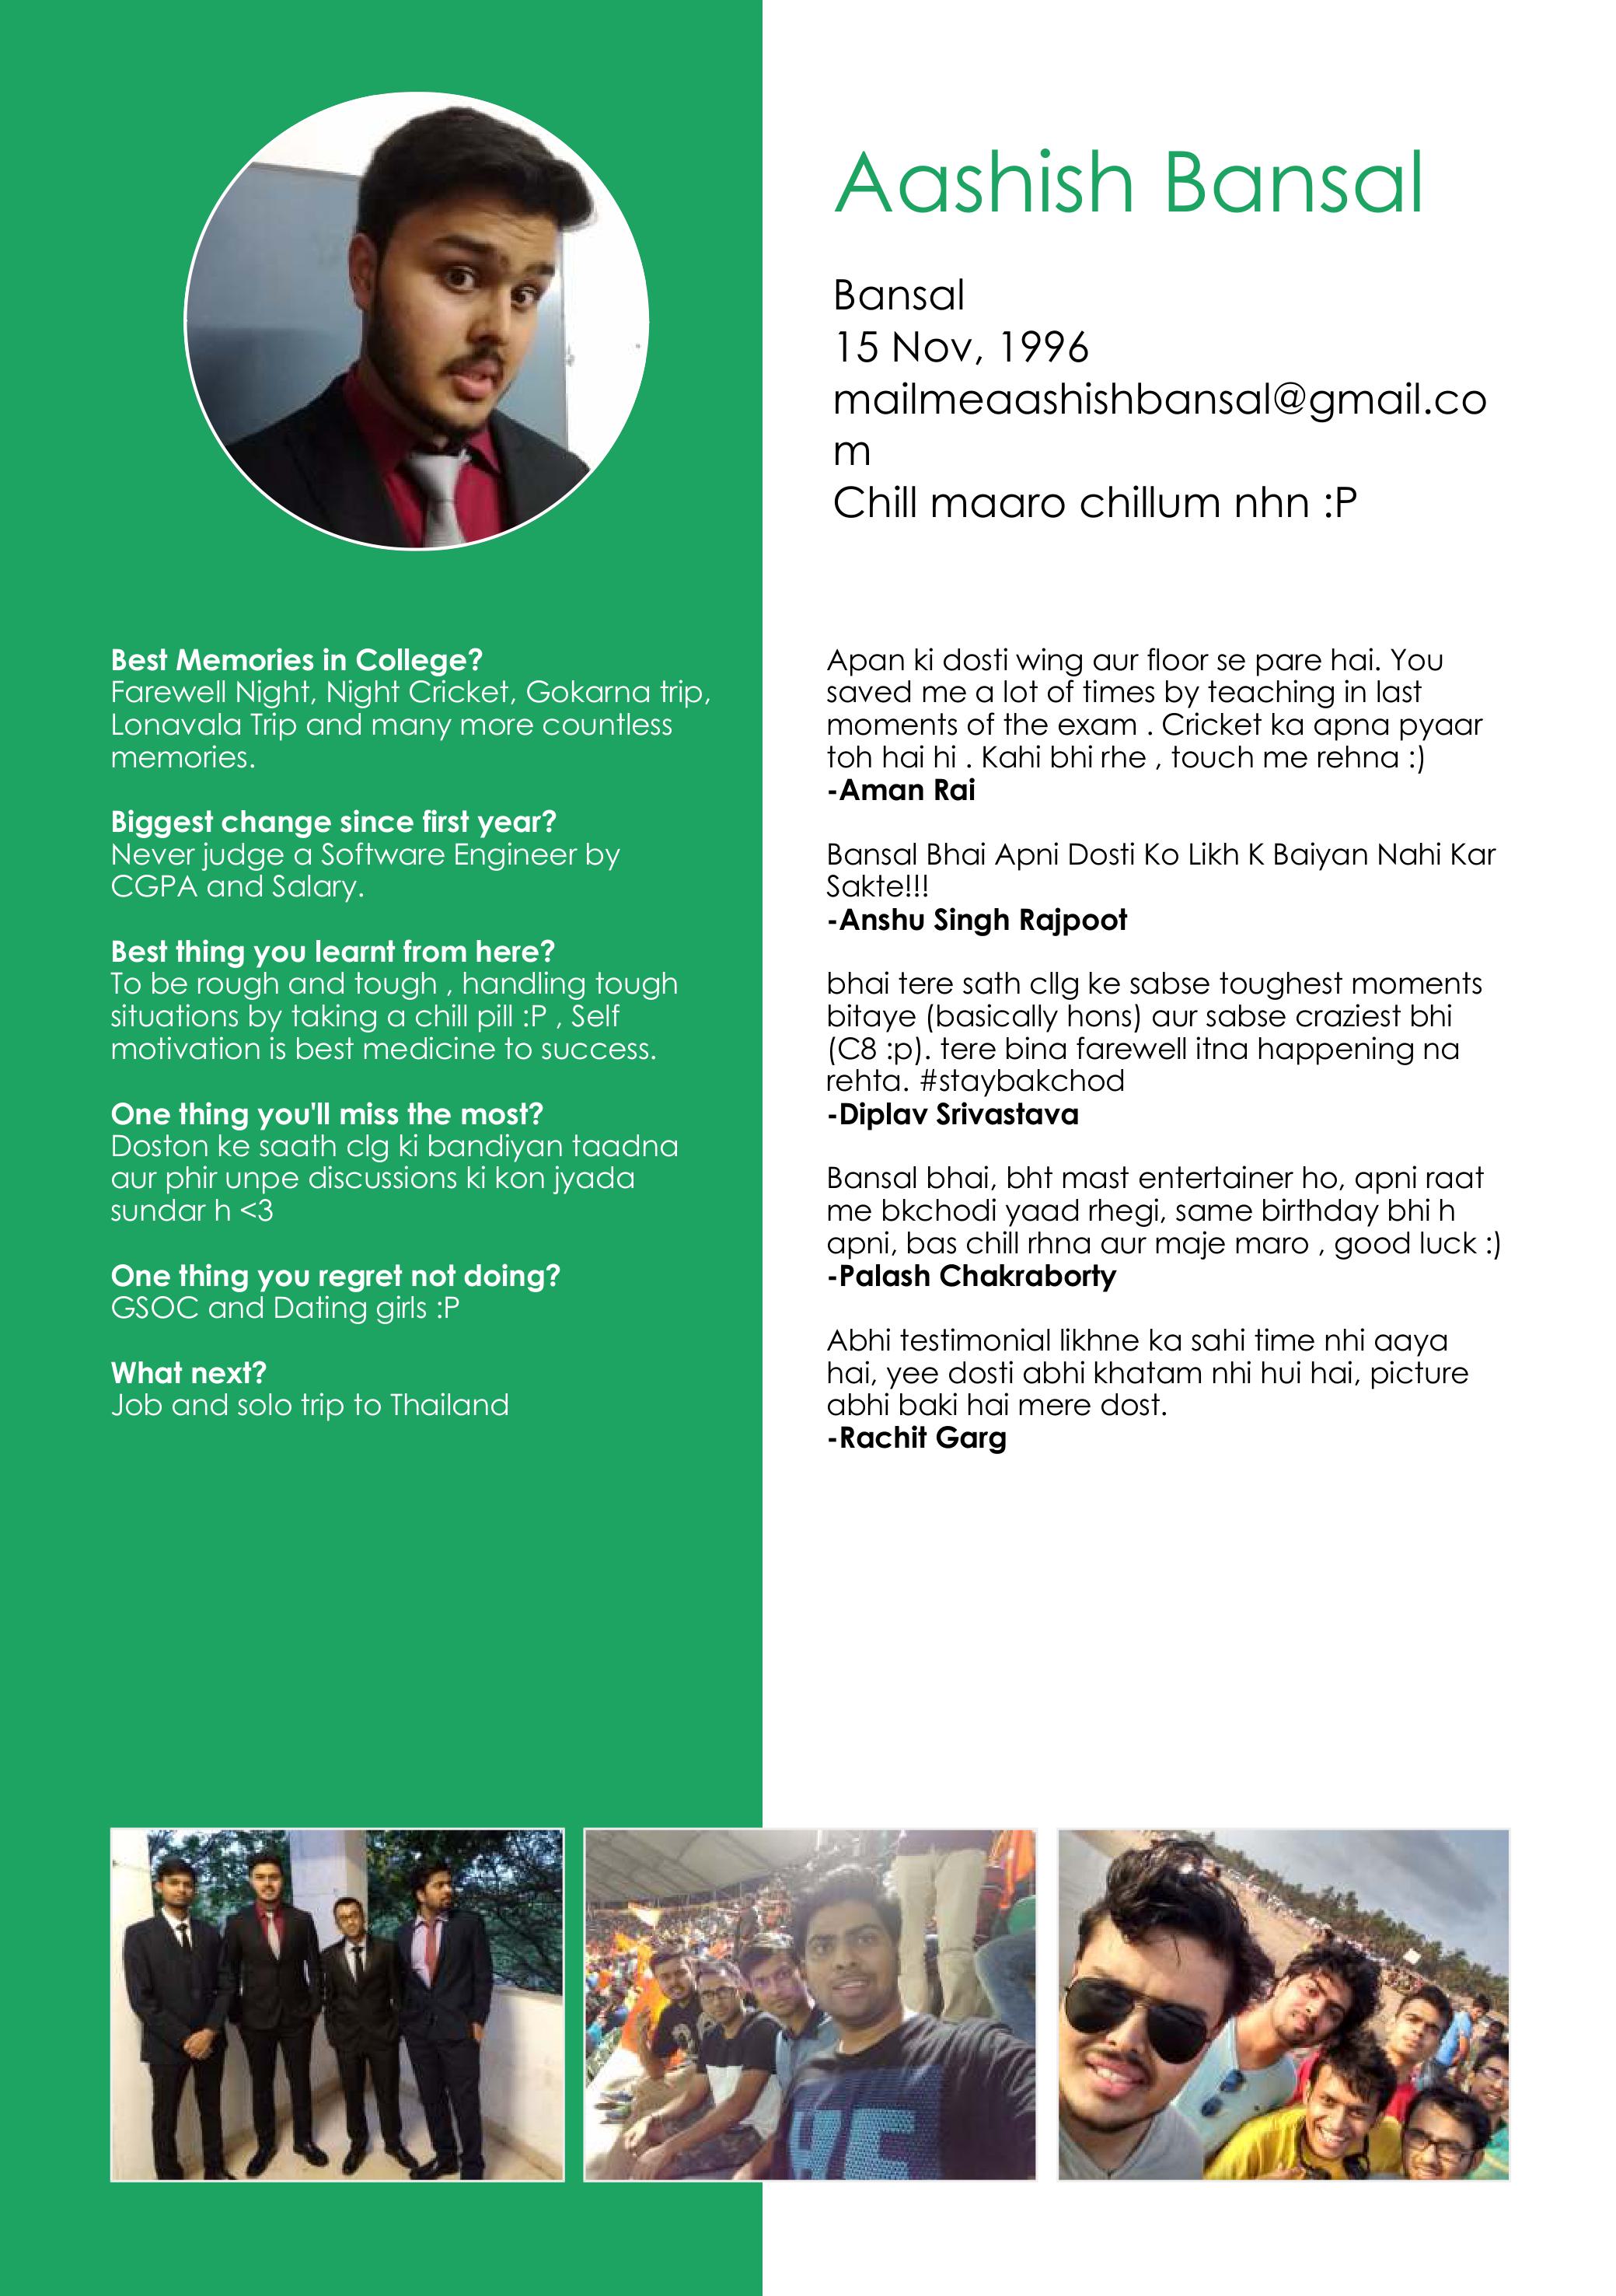 Aashish Bansal
Bansal
15 Nov, 1996
mailmeaashishbansal@gmail.co
m
Chill maaro chillum nhn :P
Best Memories in College?
Farewell Night, Night Cricket, Gokarna trip,
Lonavala Trip and many more countless
memories.
Biggest change since first year?
Never judge a Software Engineer by
CGPA and Salary.
Best thing you learnt from here?
To be rough and tough , handling tough
situations by taking a chill pill :P , Self
motivation is best medicine to success.
One thing you'll miss the most?
Doston ke saath clg ki bandiyan taadna
aur phir unpe discussions ki kon jyada
sundar h <3
One thing you regret not doing?
GSOC and Dating girls :P
What next?
Job and solo trip to Thailand
Apan ki dosti wing aur floor se pare hai. You
saved me a lot of times by teaching in last
moments of the exam . Cricket ka apna pyaar
toh hai hi . Kahi bhi rhe , touch me rehna :)
-Aman Rai
Bansal Bhai Apni Dosti Ko Likh K Baiyan Nahi Kar
Sakte!!!
-Anshu Singh Rajpoot
bhai tere sath cllg ke sabse toughest moments
bitaye (basically hons) aur sabse craziest bhi
(C8 :p). tere bina farewell itna happening na
rehta. #staybakchod
-Diplav Srivastava
Bansal bhai, bht mast entertainer ho, apni raat
me bkchodi yaad rhegi, same birthday bhi h
apni, bas chill rhna aur maje maro , good luck :)
-Palash Chakraborty
Abhi testimonial likhne ka sahi time nhi aaya
hai, yee dosti abhi khatam nhi hui hai, picture
abhi baki hai mere dost.
-Rachit Garg